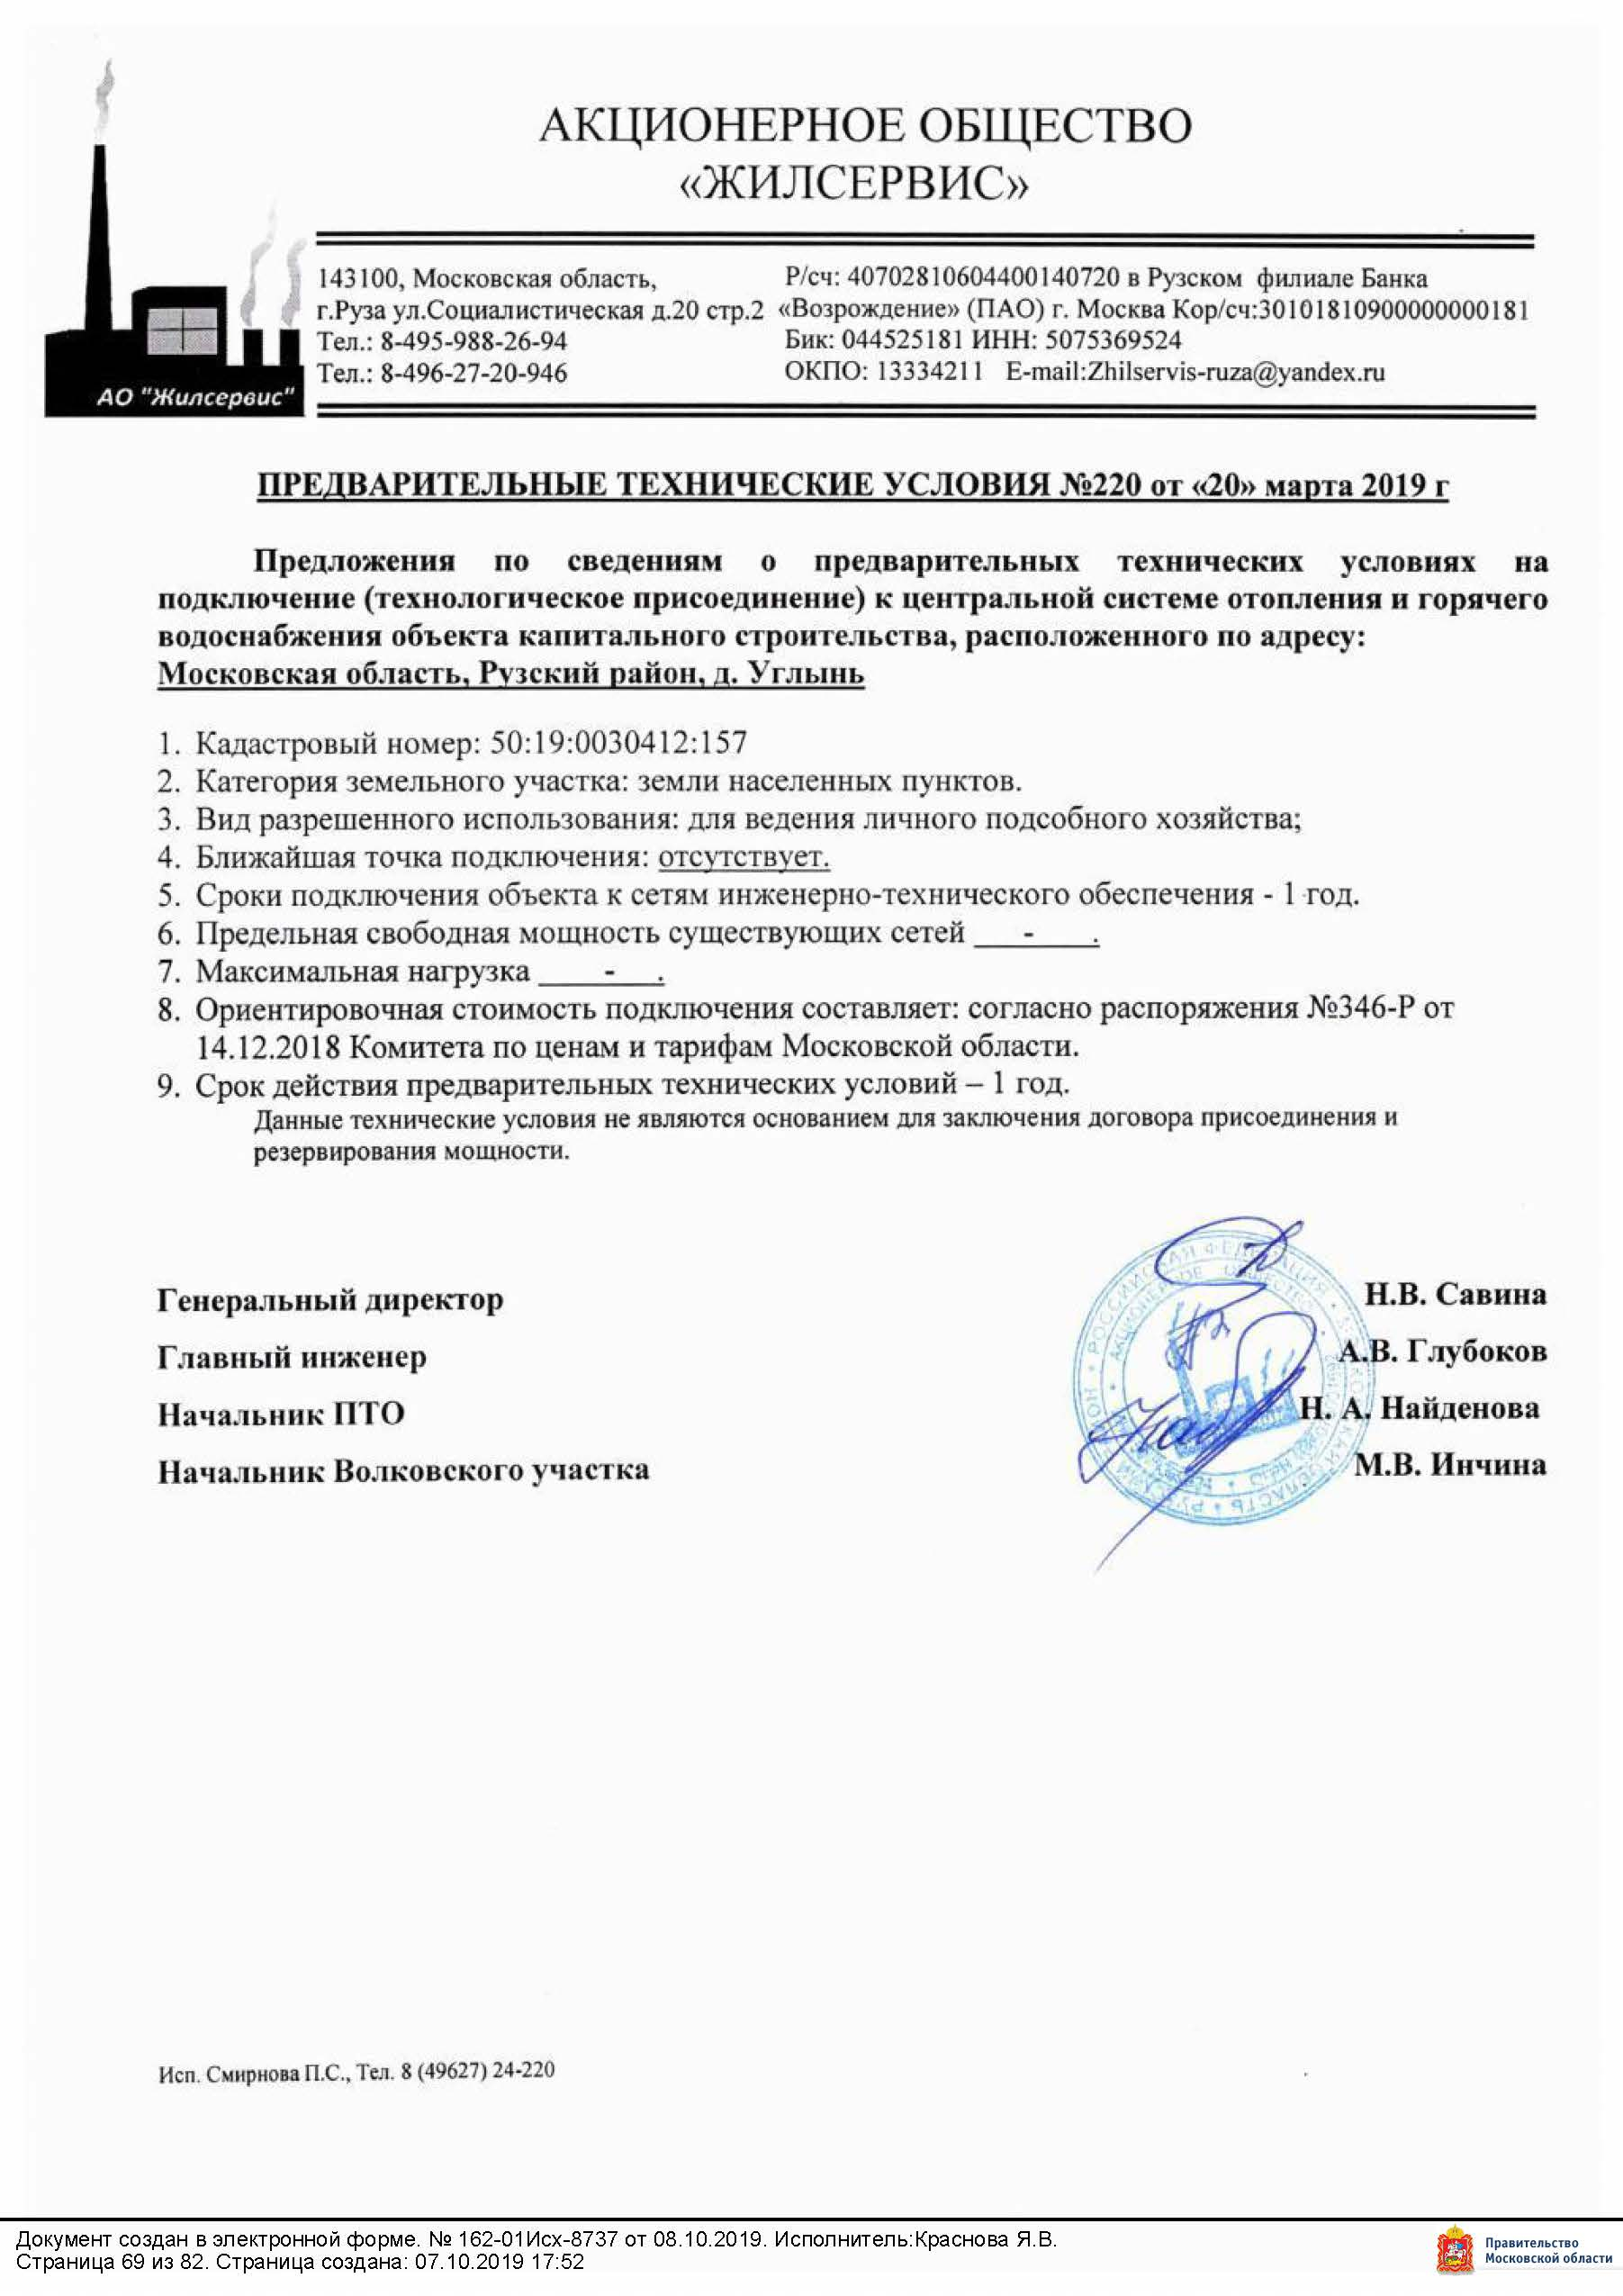 АКЦИОНЕРНОЕ ОБЩЕСТВО
«ЖИЛСЕРВИС»
АО "Жилсервис"
143100, Московская область,
г.Руза ул.Социалистическая д.20 стр.2
Тел.: 8-495-988-26-94
Тел.: 8-496-27-20-946
Р/сч: 40702810604400140720 в Рузском филиале Банка
«Возрождение» (ПАО) г. Москва Кор/сч:30101810900000000181
Бик: 044525181 ИНН: 5075369524
ОКПО: 13334211 E-mail:Zhilservis-ruza@yandex.ru
ПРЕДВАРИТЕЛЬНЫЕ ТЕХНИЧЕСКИЕ УСЛОВИЯ №220 от «20» марта 2019 г
Предложения по сведениям о предварительных технических условиях на
подключение (технологическое присоединение) к центральной системе отопления и горячего
водоснабжения объекта капитального строительства, расположенного по адресу:
Московская область, Рузский район, д. Углынь
1. Кадастровый номер: 50:19:0030412:157
2. Категория земельного участка: земли населенных пунктов.
3. Вид разрешенного использования: для ведения личного подсобного хозяйства;
4. Ближайшая точка подключения: отсутствует.
5. Сроки подключения объекта к сетям инженерно-технического обеспечения - 1 год.
6. Предельная свободная мощность существующих сетей ___-___.
7. Максимальная нагрузка ____-___.
8. Ориентировочная стоимость подключения составляет: согласно распоряжения №346-Р от
14.12.2018 Комитета по ценам и тарифам Московской области.
9. Срок действия предварительных технических условий – 1 год.
Данные технические условия не являются основанием для заключения договора присоединения и
резервирования мощности.
Генеральный директор Н.В. Савина
Главный инженер А.В. Глубоков
Начальник ПТО Н. А. Найденова
Начальник Волковского участка М.В. Инчина
Исп. Смирнова П.С., Тел. 8 (49627) 24-220
Документ создан в электронной форме. № 162-01Исх-8737 от 08.10.2019. Исполнитель:Краснова Я.В.
Страница 69 из 82. Страница создана: 07.10.2019 17:52
Правительство
Московской области